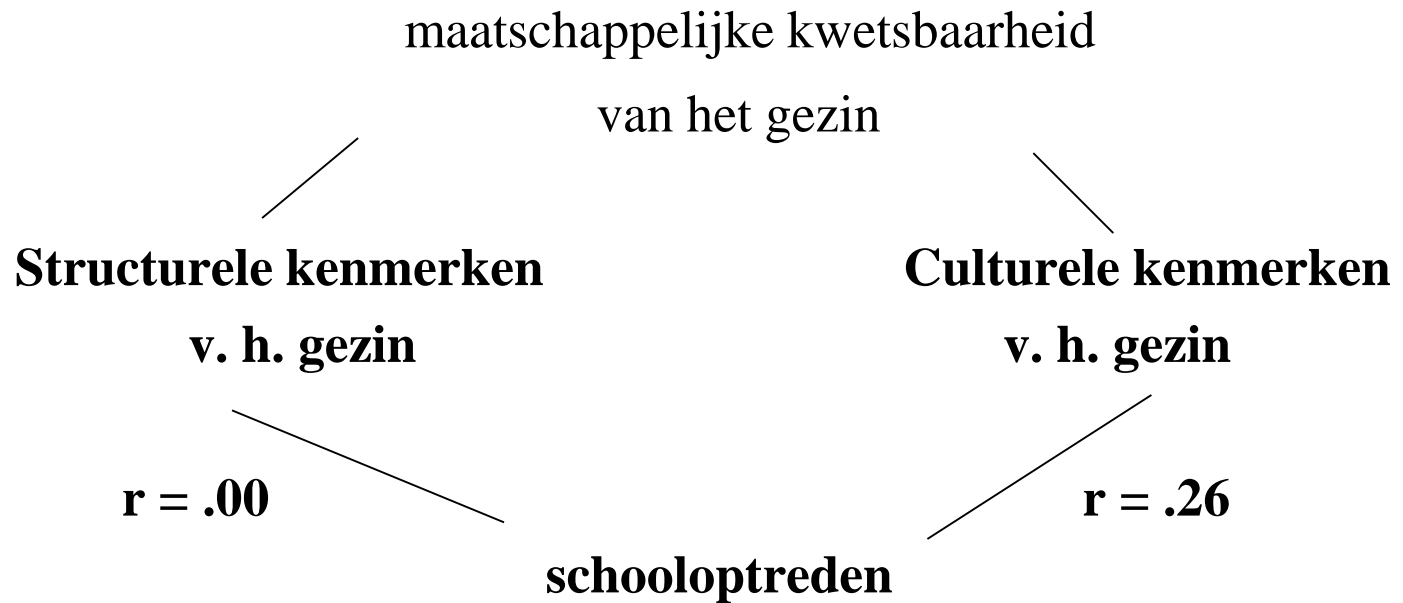 maatschappelijke kwetsbaarheid
van het gezin
Structurele kenmerken
v. h. gezin
Culturele kenmerken
v. h. gezin
r = .00
r = .26
schooloptreden